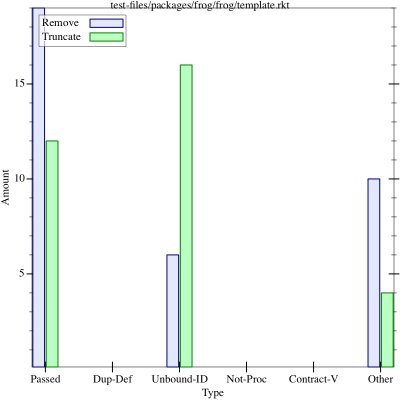 test-files/packages/frog/frog/template.rkt
Remove
Truncate
15
10
5
Amount
Passed Dup-Def Unbound-ID Not-Proc Contract-V Other
Type